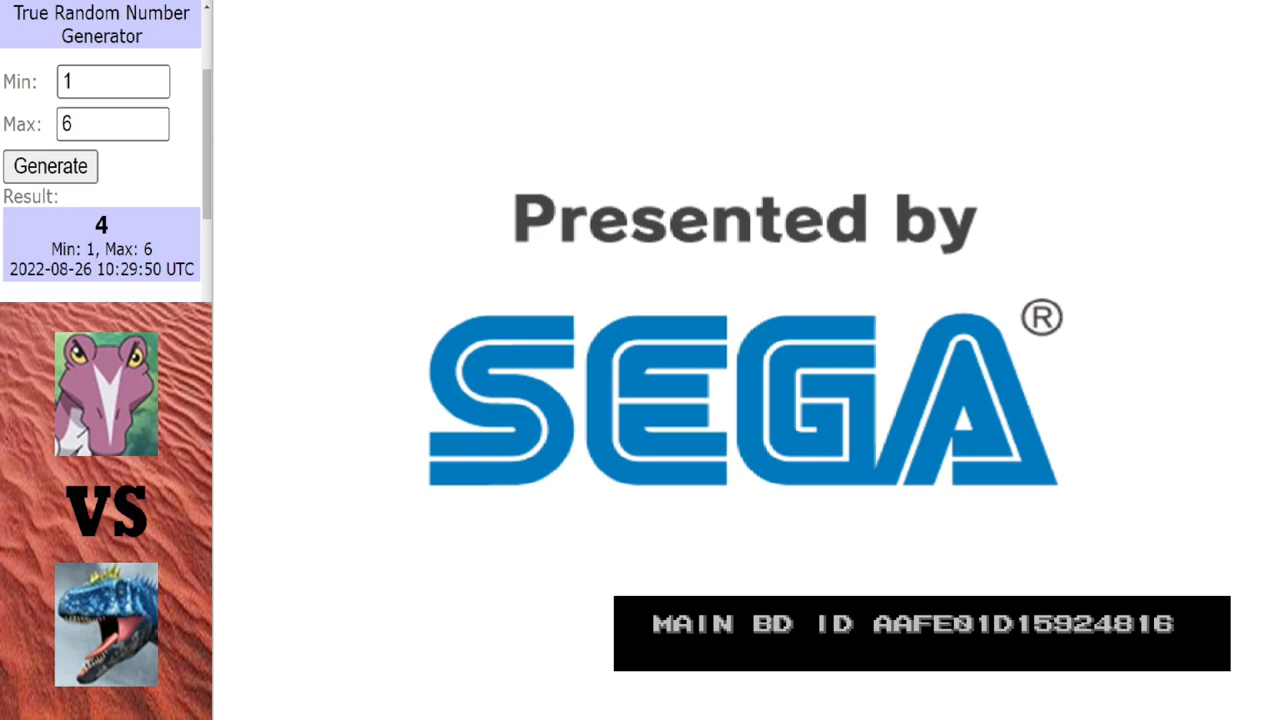 True Random Number
Generator
Min: 1
Max: 6
Generate
Result:
4
Min: 1, Max: 6
2022-08-26 10:29:50 UTC
VS
Presented by
SEGA®
MAIN BD ID AAFE01D15924816